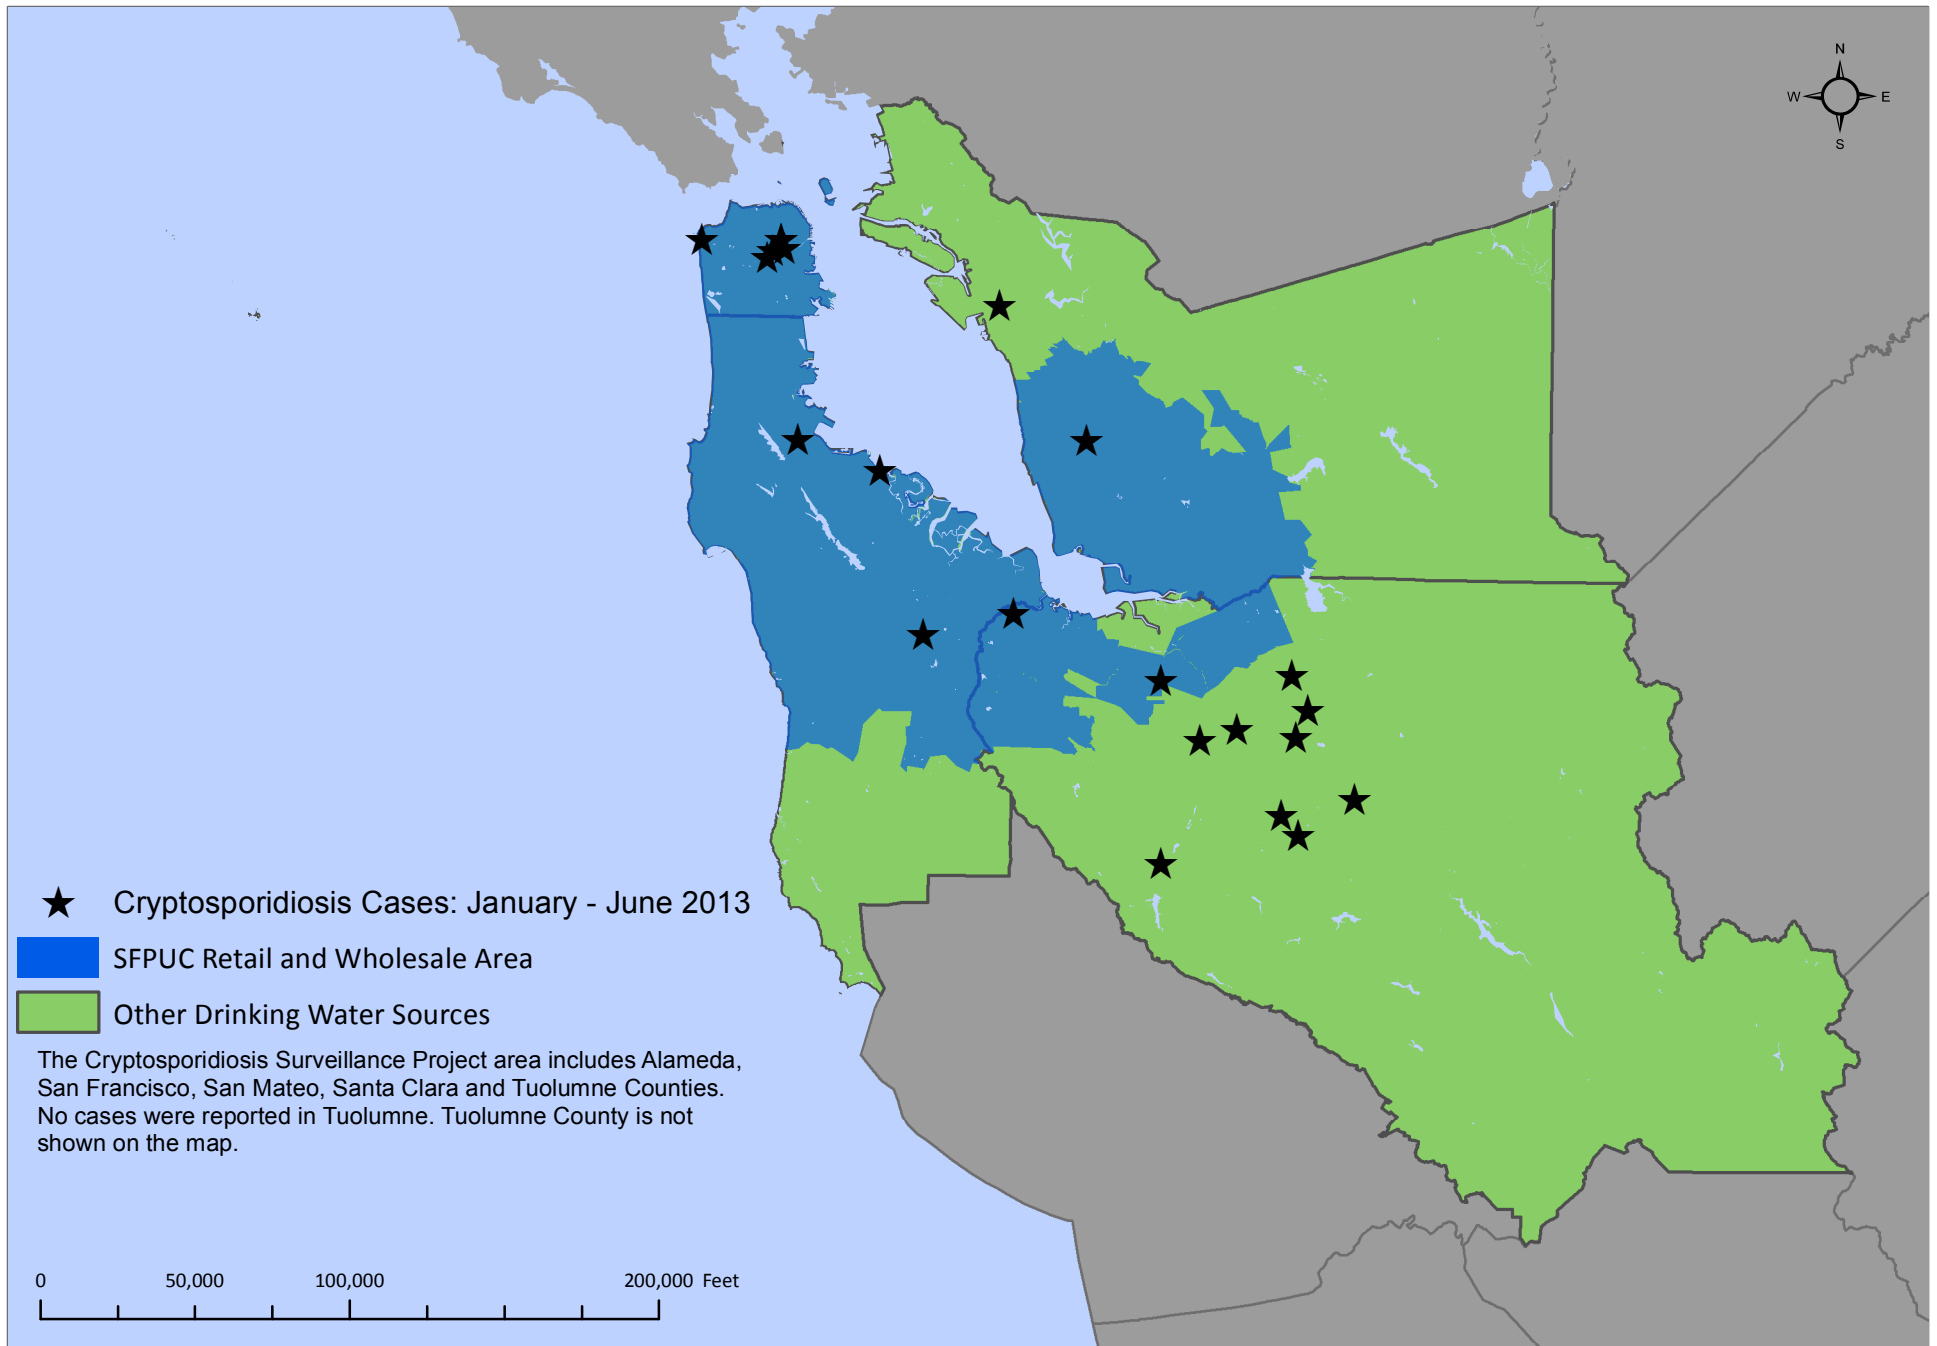 N
W E
S
Cryptosporidiosis Cases: January - June 2013
SFPUC Retail and Wholesale Area
Other Drinking Water Sources
The Cryptosporidiosis Surveillance Project area includes Alameda,
San Francisco, San Mateo, Santa Clara and Tuolumne Counties.
No cases were reported in Tuolumne. Tuolumne County is not
shown on the map.
0 50,000 100,000 200,000 Feet